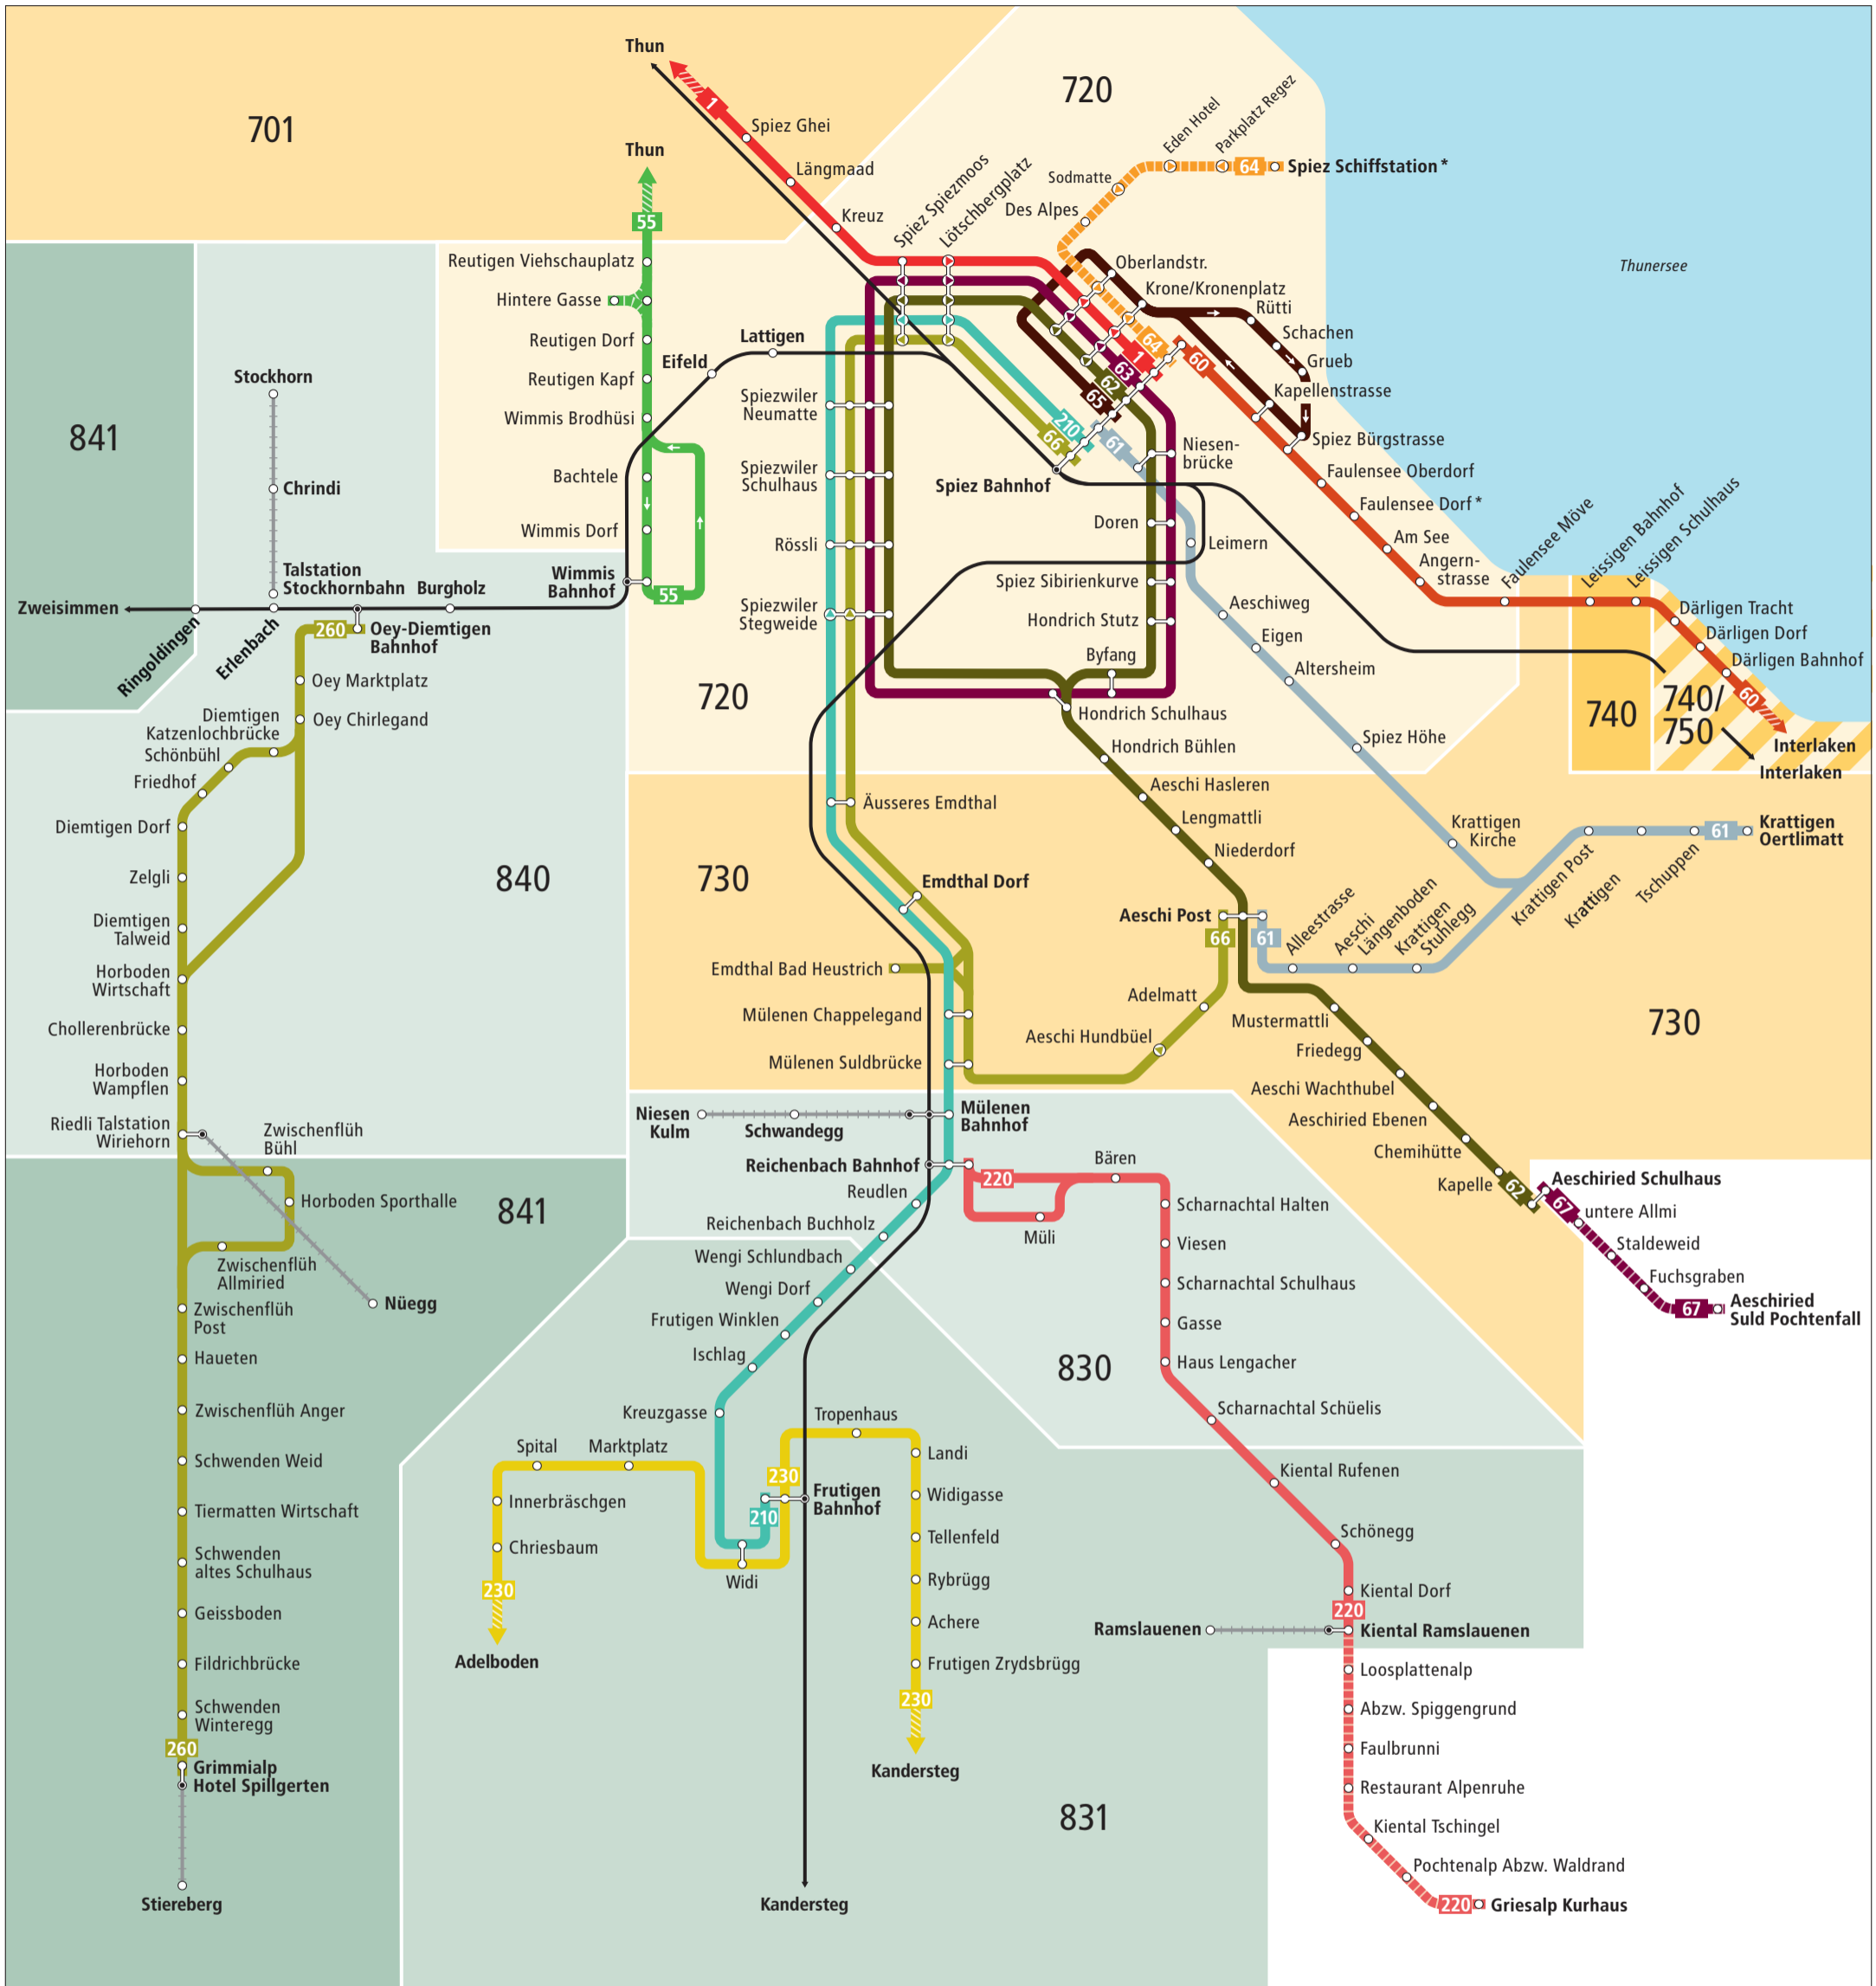 Thun
701
720
Thun
1
Spiez Ghei
Längmaad
Kreuz
Spiez Spiezmoos
Lötschbergplatz
Eden Hotel
Parkplatz Regez
64
Spiez Schiffstation *
Sodmatte
Des Alpes
Oberlandstr.
Krone/Kronenplatz
Rütti
Schachen
Grueb
Kapellenstrasse
Spiez Bürgstrasse
Faulensee Oberdorf
Faulensee Dorf *
Am See
Angern-
strasse
Faulensee Möve
Leissigen Bahnhof
Leissigen Schulhaus
Därligen Tracht
Därligen Dorf
Därligen Bahnhof
60
Interlaken
Interlaken
740
740/
750
Thunersee
64
1
63
62
65
60
210
66
61
55
Reutigen Viehschauplatz
Hintere Gasse
Reutigen Dorf
Reutigen Kapf
Wimmis Brodhüsi
Bachtele
Wimmis Dorf
Wimmis
Bahnhof
55
Lattigen
Eifeld
Stockhorn
841
Chrindi
Talstation
Stockhornbahn
Burgholz
Zweisimmen
Ringoldingen
Erlenbach
260
Oey-Diemtigen
Bahnhof
Oey Marktplatz
Oey Chirlegand
Diemtigen
Katzenlochbrücke
Schönbühl
Friedhof
Diemtigen Dorf
Zelgli
Diemtigen
Talweid
Horboden
Wirtschaft
Chollerenbrücke
Horboden
Wampflen
Riedli Talstation
Wiriehorn
840
Zwischenflüh
Bühl
Horboden Sporthalle
841
Zwischenflüh
Allmiried
Nüegg
Zwischenflüh
Post
Haueten
Zwischenflüh Anger
Schwenden Weid
Tiermatten Wirtschaft
Schwenden
altes Schulhaus
Geissboden
Fildrichbrücke
Schwenden
Winteregg
260
Grimmialp
Hotel Spillgerten
Stiereberg
Spiezwiler
Neumatte
Spiezwiler
Schulhaus
Rössli
Spiezwiler
Stegweide
720
Spiez Bahnhof
Niesen-
brücke
Doren
Leimern
Spiez Sibirienkurve
Hondrich Stutz
Byfang
Aeschiweg
Eigen
Altersheim
Spiez Höhe
Hondrich Schulhaus
Hondrich Bühlen
Aeschi Hasleren
Lengmattli
Niederdorf
Krattigen
Kirche
Krattigen Post
Krattigen
Tschuppen
61
Krattigen
Oertlimatt
Äusseres Emdthal
730
Emdthal Dorf
Aeschi Post
66
61
Alleestrasse
Aeschi
Längenboden
Krattigen
Stuhlegg
Emdthal Bad Heustrich
Mülenen Chappelegand
Mülenen Suldbrücke
Adelmatt
Aeschi Hundbüel
730
Mustermattli
Friedegg
Aeschi Wachthubel
Aeschiried Ebenen
Chemihütte
Kapelle
62
Aeschiried Schulhaus
67
untere Allmi
Staldeweid
Fuchsgraben
67
Aeschiried
Suld Pochtenfall
Niesen
Kulm
Schwandegg
Mülenen
Bahnhof
Reichenbach Bahnhof
220
Bären
Müli
Scharnachtal Halten
Viesen
Scharnachtal Schulhaus
Gasse
Haus Lengacher
830
Scharnachtal Schüelis
Kiental Rufenen
Schönegg
Kiental Dorf
220
Ramslauenen
Kiental Ramslauenen
Loosplattenalp
Abzw. Spiggengrund
Faulbrunni
Restaurant Alpenruhe
Kiental Tschingel
Pochtenalp Abzw. Waldrand
220
Griesalp Kurhaus
Reudlen
Reichenbach Buchholz
Wengi Schlundbach
Wengi Dorf
Frutigen Winklen
Ischlag
Kreuzgasse
Tropenhaus
Spital
Marktplatz
Innerbräschgen
Chriesbaum
230
Adelboden
230
210
Frutigen
Bahnhof
Widi
Landi
Widigasse
Tellenfeld
Rybrügg
Achere
Frutigen Zrydsbrügg
230
Kandersteg
831
Kandersteg